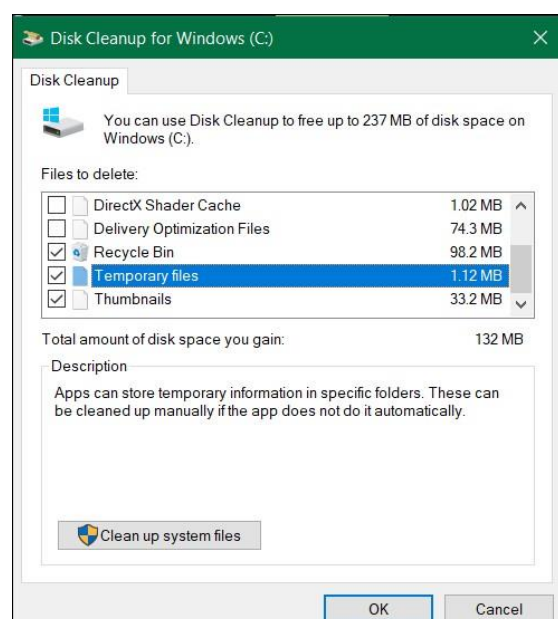 Disk Cleanup for Windows (C:)
Disk Cleanup
You can use Disk Cleanup to free up to 237 MB of disk space on
Windows (C:).
Files to delete:
DirectX Shader Cache 1.02 MB
Delivery Optimization Files 74.3 MB
Recycle Bin 98.2 MB
Temporary files 1.12 MB
Thumbnails 33.2 MB
Total amount of disk space you gain: 132 MB
Description
Apps can store temporary information in specific folders. These can
be cleaned up manually if the app does not do it automatically.
Clean up system files
OK Cancel